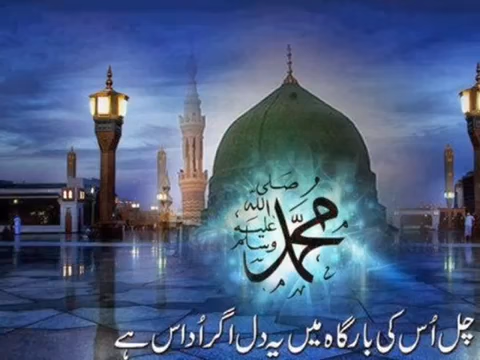 محمد
صلى الله عليه وسلم
چل اُس کی بارگاہ میں یہ دل اگر اُداس ہے